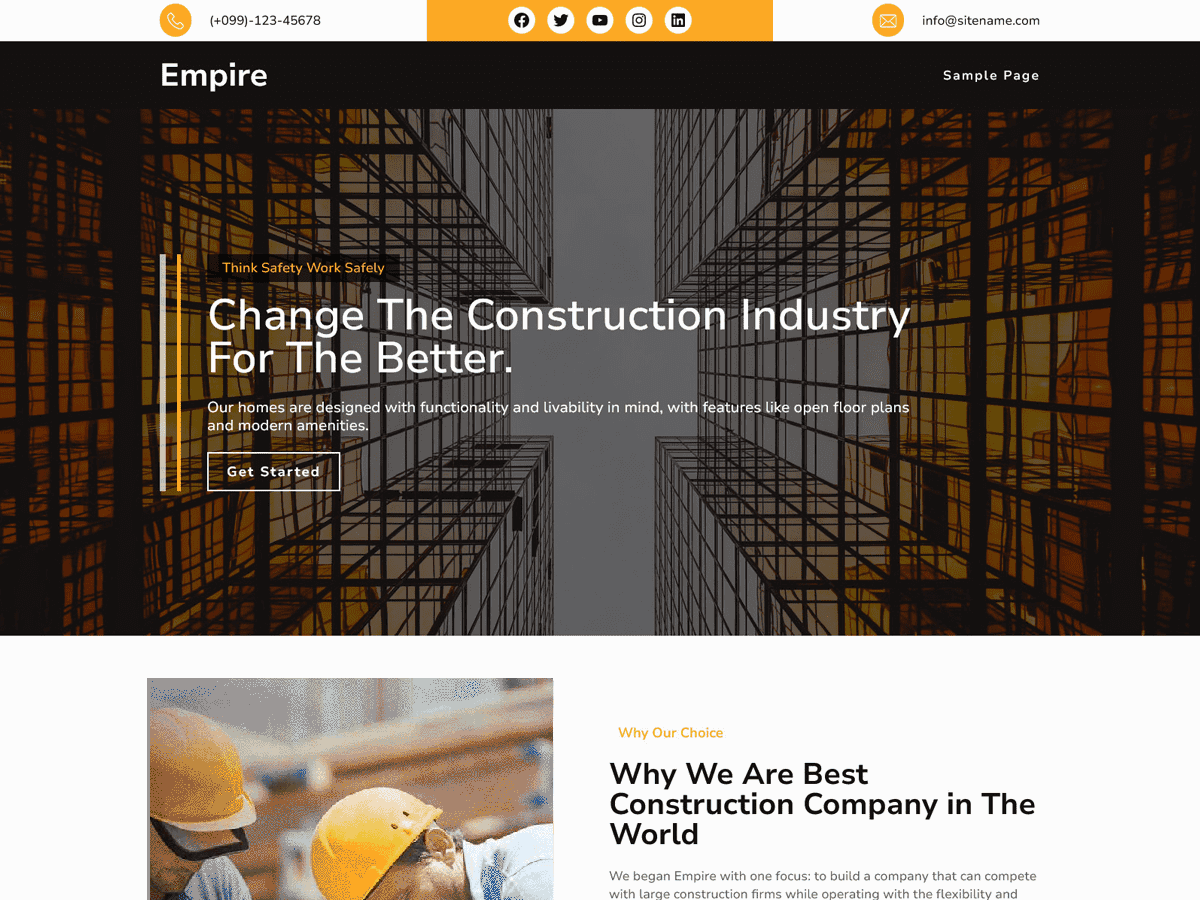 (+099)-123-45678
info@sitename.com
Empire
Sample Page
Think Safety Work Safely
Change The Construction Industry
For The Better.
Our homes are designed with functionality and livability in mind, with features like open floor plans
and modern amenities.
Get Started
Why Our Choice
Why We Are Best
Construction Company in The
World
We began Empire with one focus: to build a company that can compete
with large construction firms while operating with the flexibility and